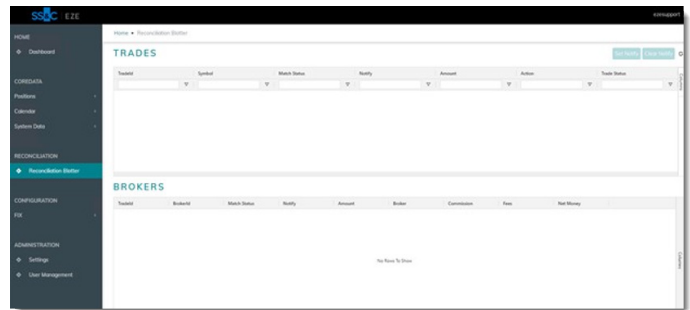 SS&C EZE
ezesupport
HOME
Dashboard
COREDATA
Positions
Calendar
System Data
RECONCILIATION
Reconciliation Blotter
CONFIGURATION
FIX
ADMINISTRATION
Settings
User Management
Home • Reconciliation Blotter
TRADES
Set Notify Clear Notify
TradeId Symbol Match Status Notify Amount Action Trade Status
Columns
BROKERS
TradeId BrokerId Match Status Notify Amount Broker Commission Fees Net Money
No Rows To Show
Columns